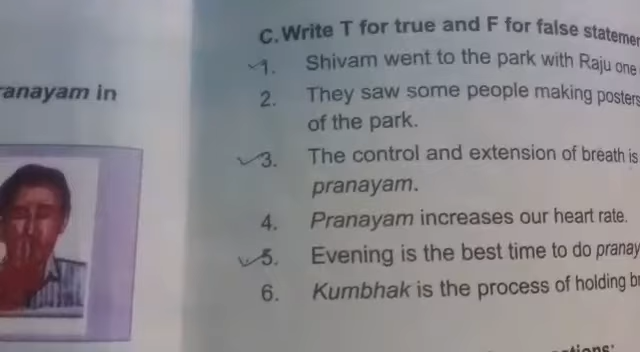 ranayam in
C. Write T for true and F for false
1. Shivam went to the park with Raju one
2. They saw some people making posters
of the park.
3. The control and extension of breath is
pranayam.
4. Pranayam increases our heart rate.
5. Evening is the best time to do
6. Kumbhak is the process of holding